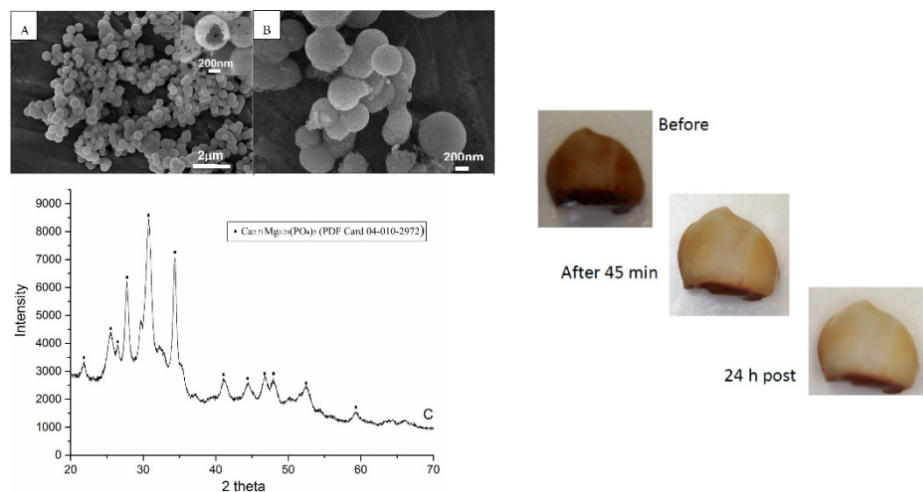 A
200nm
2μm
B
200nm
9000
8000
7000
6000
5000
4000
3000
2000
1000
0
Intensity
▪ Ca2.71Mg0.29(PO4)2 (PDF Card 04-010-2972)
C
20
30
40
50
60
70
2 theta
Before
After 45 min
24 h post